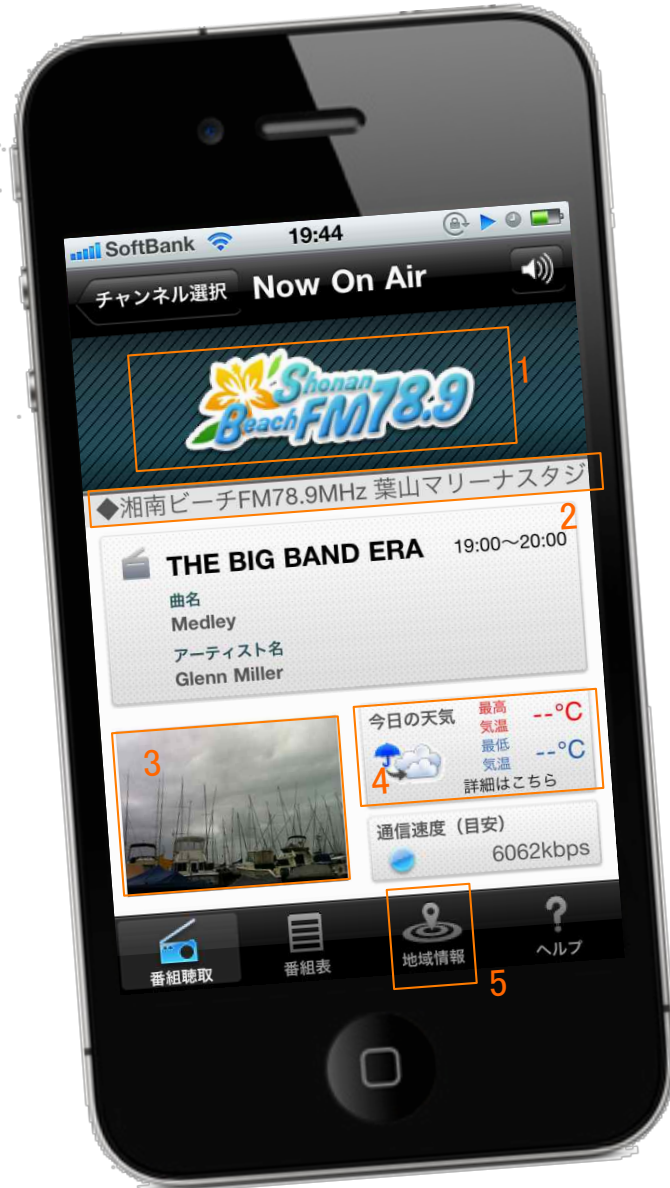 SoftBank 19:44
チャンネル選択 Now On Air
Shonan
Beach FM78.9
1
◆湘南ビーチFM78.9MHz 葉山マリーナスタジ
2
THE BIG BAND ERA 19:00〜20:00
曲名
Medley
アーティスト名
Glenn Miller
3
今日の天気 最高気温 --°C
最低気温 --°C
4
詳細はこちら
通信速度（目安）
6062kbps
番組聴取 番組表 地域情報 ヘルプ
5